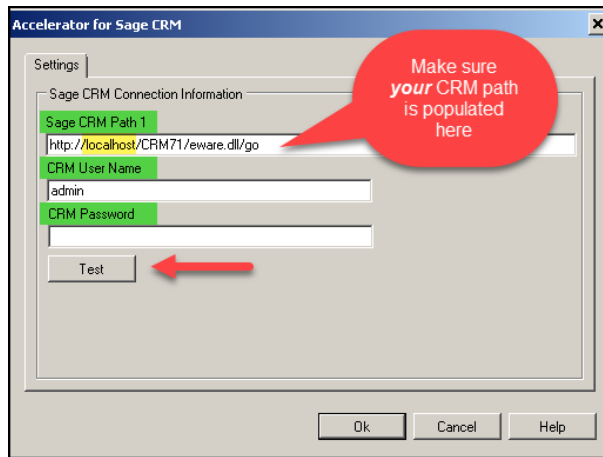 Accelerator for Sage CRM
Settings
Sage CRM Connection Information
Make sure
your CRM path
is populated
here
Sage CRM Path 1
http://localhost/CRM71/eware.dll/go
CRM User Name
admin
CRM Password
Test
Ok
Cancel
Help